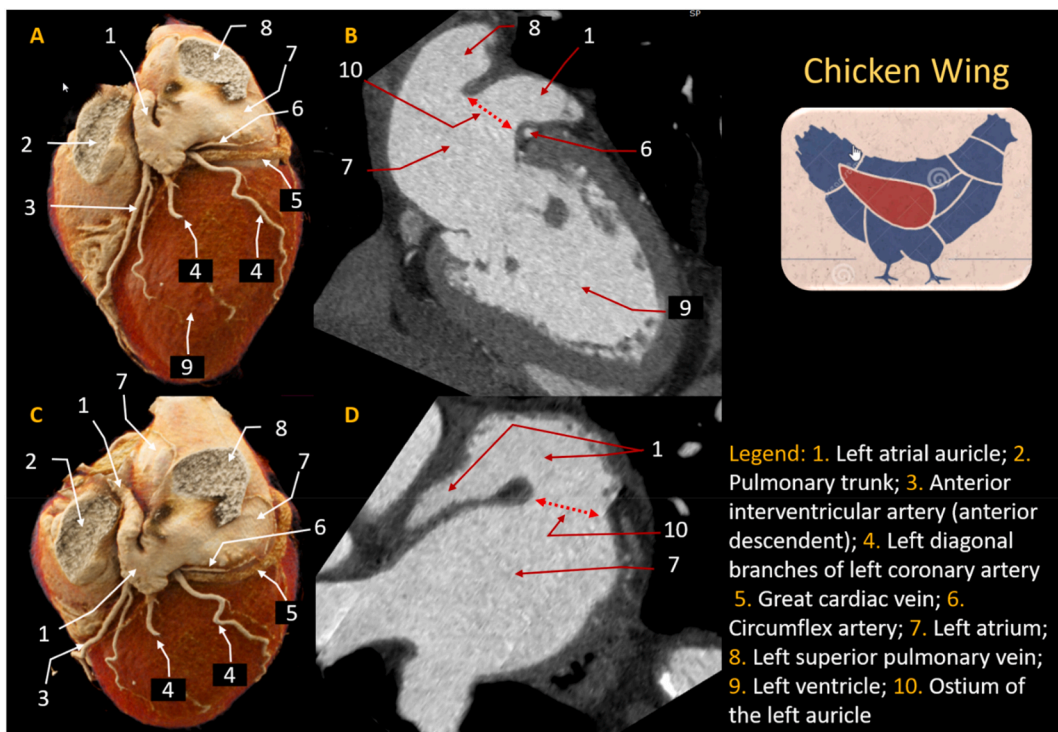 SP
A
1
8
7
6
2
5
3
4
4
9
B
8
1
10
7
6
9
Chicken Wing
C
7
1
2
8
7
6
5
1
3
4
4
D
1
10
7
Legend: 1. Left atrial auricle; 2.
Pulmonary trunk; 3. Anterior
interventricular artery (anterior
descendent); 4. Left diagonal
branches of left coronary artery
5. Great cardiac vein; 6.
Circumflex artery; 7. Left atrium;
8. Left superior pulmonary vein;
9. Left ventricle; 10. Ostium of
the left auricle